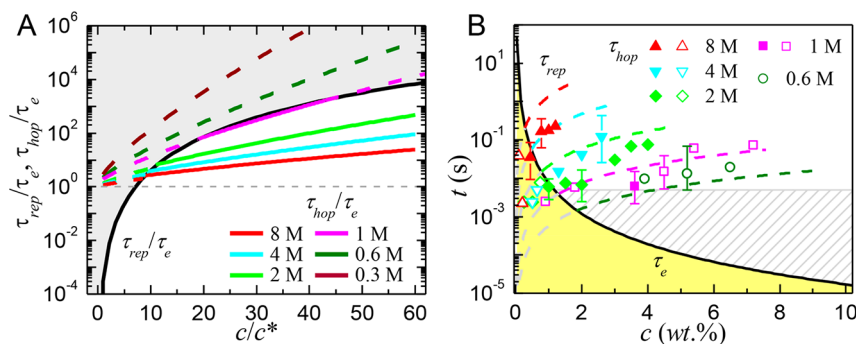 A
τ_rep/τ_e, τ_hop/τ_e
10^6
10^4
10^2
10^0
10^-2
10^-4
τ_rep/τ_e
τ_hop/τ_e
8 M
4 M
2 M
1 M
0.6 M
0.3 M
0 10 20 30 40 50 60
c/c*
B
t (s)
10^1
10^-1
10^-3
10^-5
τ_rep
τ_hop
8 M
4 M
2 M
1 M
0.6 M
τ_e
0 2 4 6 8 10
c (wt.%)